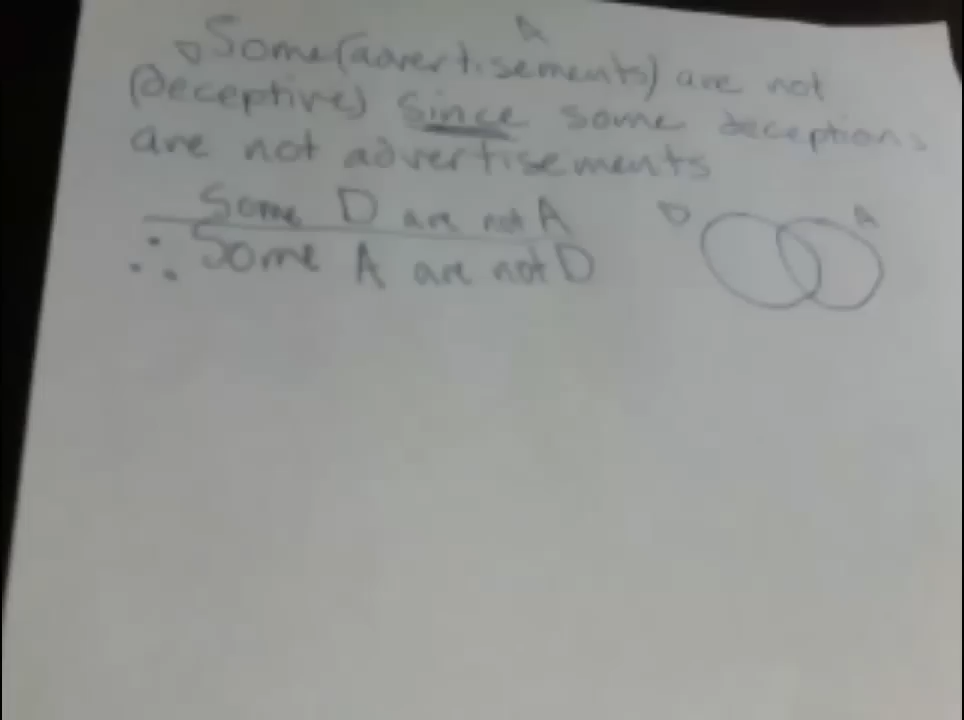 A
Some (advertisements) are not
(Deceptive) since some deceptions
are not advertisements
Some D are not A
∴ Some A are not D
D A